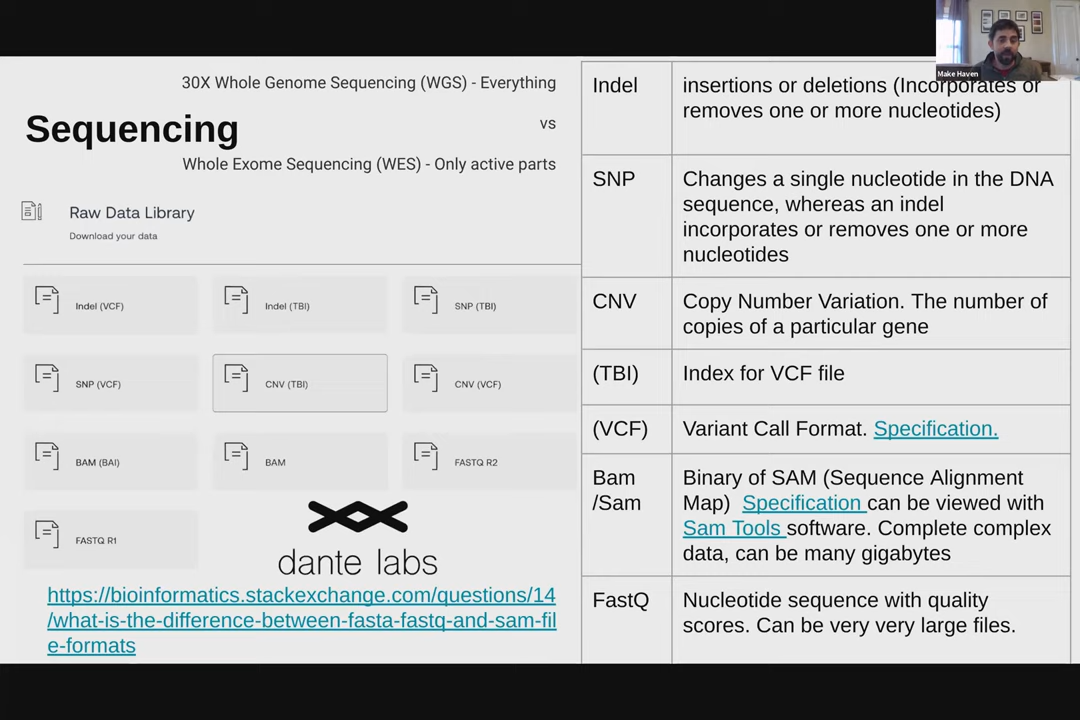 30X Whole Genome Sequencing (WGS) - Everything
Sequencing
vs
Whole Exome Sequencing (WES) - Only active parts
Raw Data Library
Download your data
Indel (VCF)
Indel (TBI)
SNP (TBI)
SNP (VCF)
CNV (TBI)
CNV (VCF)
BAM (BAI)
BAM
FASTQ R2
FASTQ R1
dante labs
https://bioinformatics.stackexchange.com/questions/14
/what-is-the-difference-between-fasta-fastq-and-sam-fil
e-formats
Make Haven
Indel
insertions or deletions (Incorporates or
removes one or more nucleotides)
SNP
Changes a single nucleotide in the DNA
sequence, whereas an indel
incorporates or removes one or more
nucleotides
CNV
Copy Number Variation. The number of
copies of a particular gene
(TBI)
Index for VCF file
(VCF)
Variant Call Format. Specification.
Bam
/Sam
Binary of SAM (Sequence Alignment
Map) Specification can be viewed with
Sam Tools software. Complete complex
data, can be many gigabytes
FastQ
Nucleotide sequence with quality
scores. Can be very very large files.